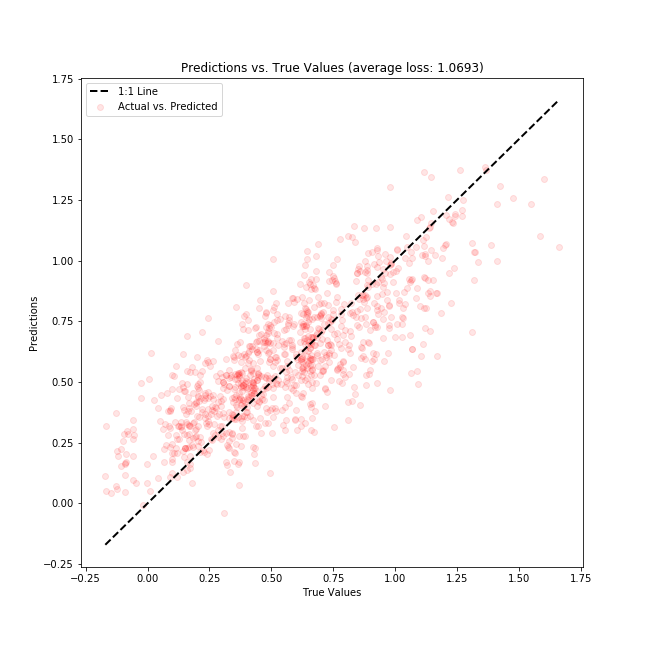 Predictions vs. True Values (average loss: 1.0693)
1.75
1:1 Line
Actual vs. Predicted
1.50
1.25
1.00
0.75
0.50
0.25
0.00
−0.25
Predictions
−0.25 0.00 0.25 0.50 0.75 1.00 1.25 1.50 1.75
True Values